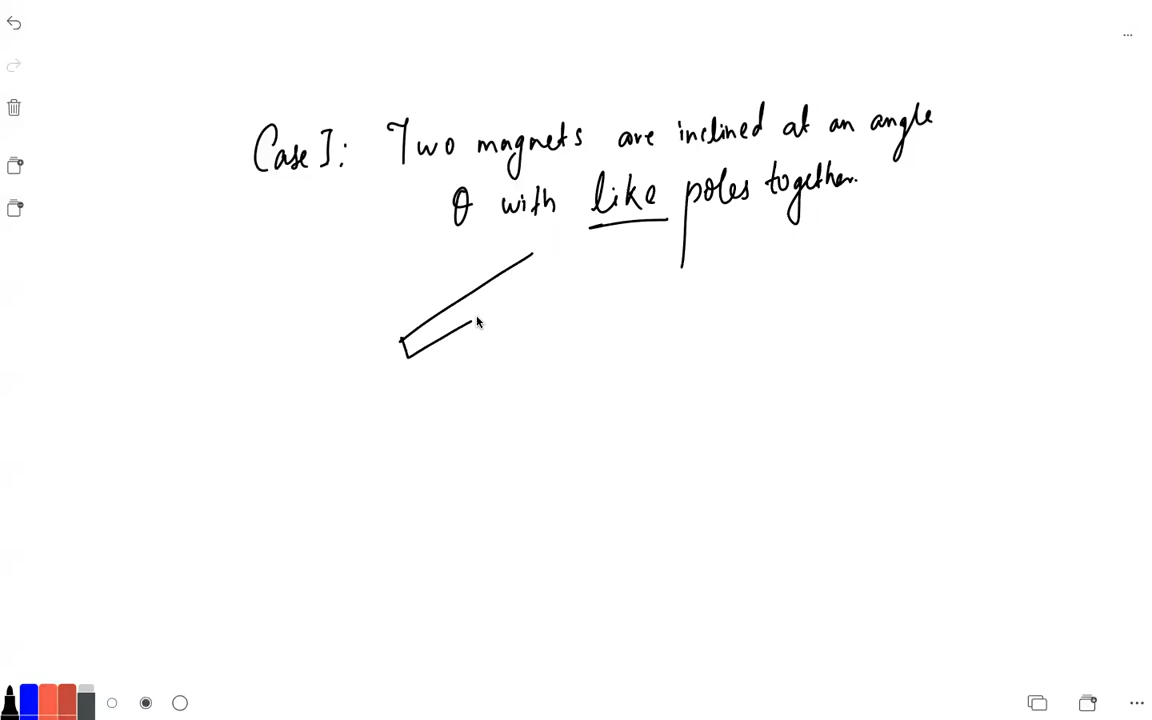 Case I: Two magnets are inclined at an angle
θ with like poles together.